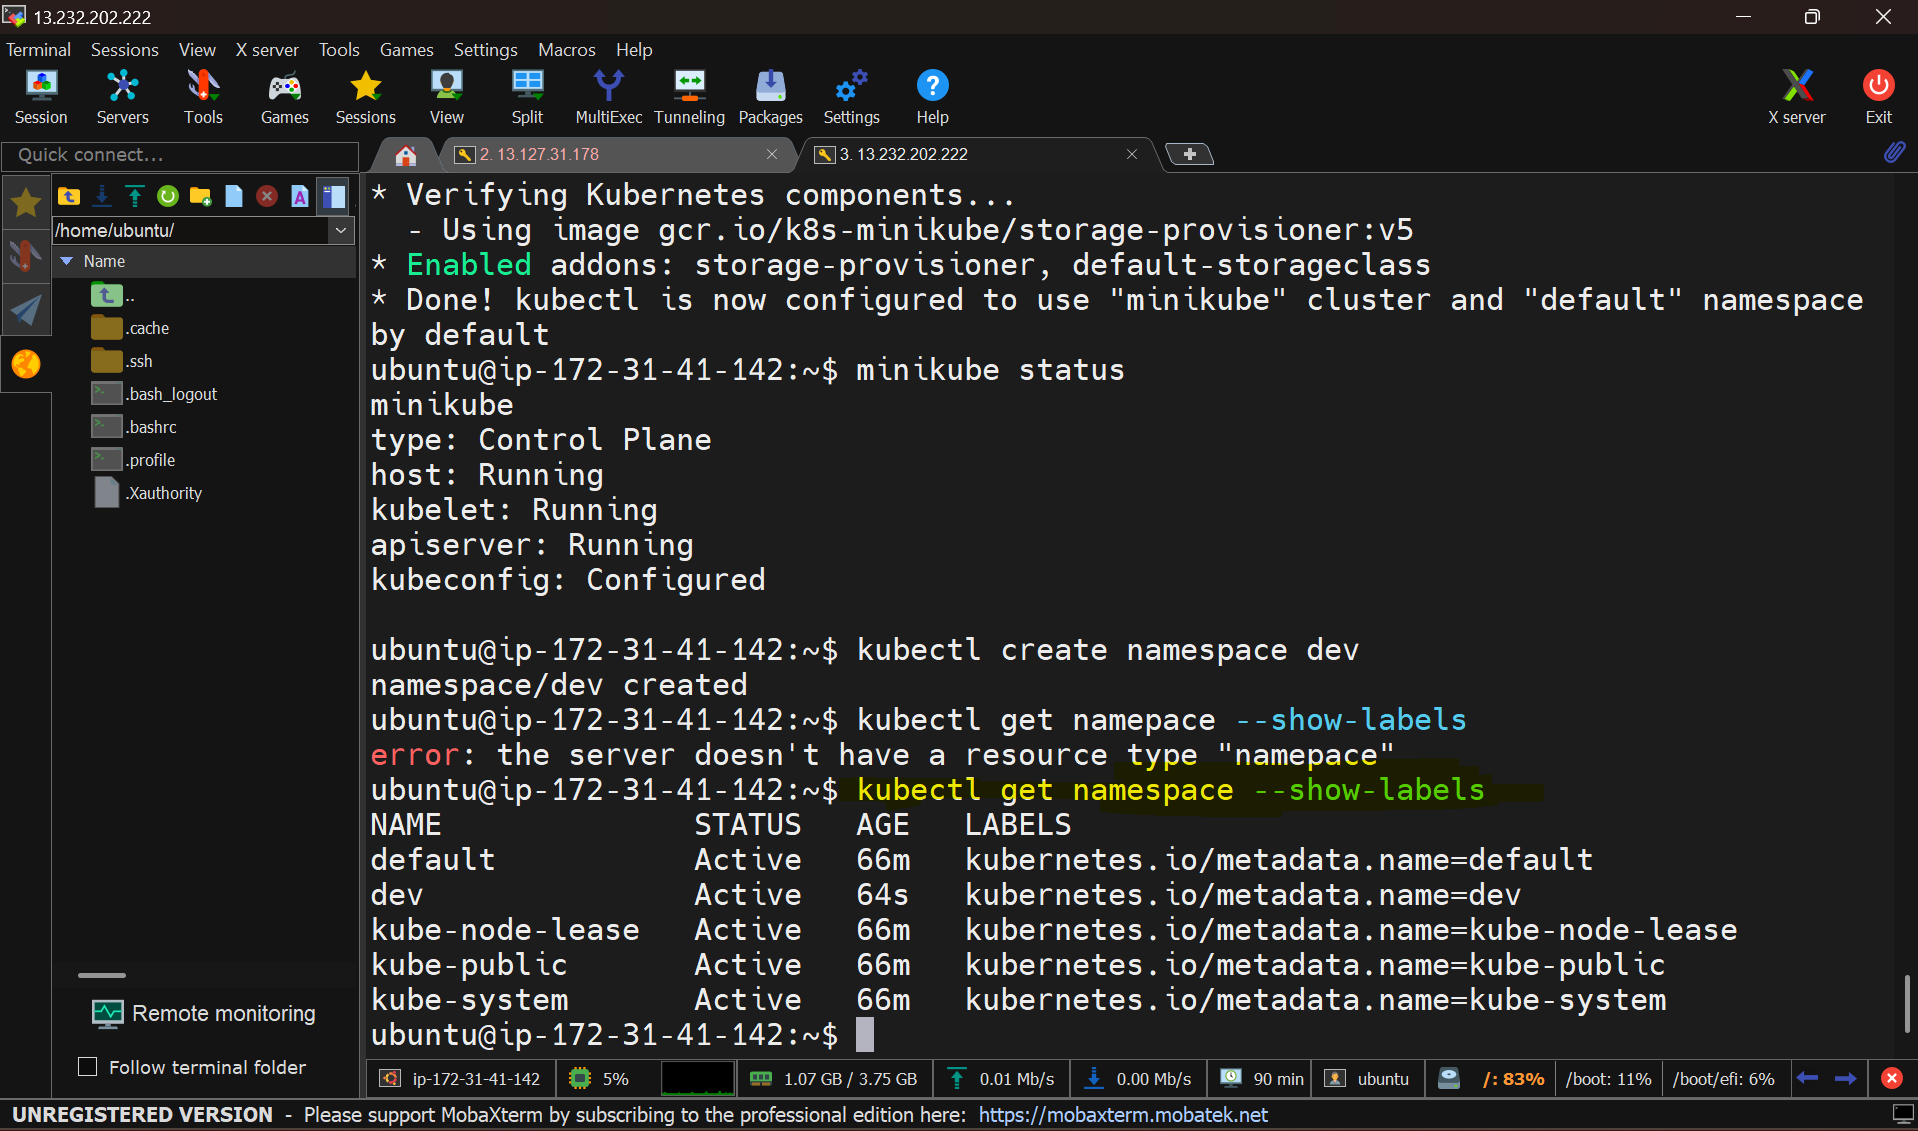 13.232.202.222
Terminal Sessions View X server Tools Games Settings Macros Help
Session Servers Tools Games Sessions View Split MultiExec Tunneling Packages Settings Help X server Exit
Quick connect...
2. 13.127.31.178
3. 13.232.202.222
/home/ubuntu/
Name
..
.cache
.ssh
.bash_logout
.bashrc
.profile
.Xauthority
Remote monitoring
Follow terminal folder
* Verifying Kubernetes components...
- Using image gcr.io/k8s-minikube/storage-provisioner:v5
* Enabled addons: storage-provisioner, default-storageclass
* Done! kubectl is now configured to use "minikube" cluster and "default" namespace
by default
ubuntu@ip-172-31-41-142:~$ minikube status
minikube
type: Control Plane
host: Running
kubelet: Running
apiserver: Running
kubeconfig: Configured
ubuntu@ip-172-31-41-142:~$ kubectl create namespace dev
namespace/dev created
ubuntu@ip-172-31-41-142:~$ kubectl get namepace --show-labels
error: the server doesn't have a resource type "namepace"
ubuntu@ip-172-31-41-142:~$ kubectl get namespace --show-labels
NAME STATUS AGE LABELS
default Active 66m kubernetes.io/metadata.name=default
dev Active 64s kubernetes.io/metadata.name=dev
kube-node-lease Active 66m kubernetes.io/metadata.name=kube-node-lease
kube-public Active 66m kubernetes.io/metadata.name=kube-public
kube-system Active 66m kubernetes.io/metadata.name=kube-system
ubuntu@ip-172-31-41-142:~$
ip-172-31-41-142 5% 1.07 GB / 3.75 GB 0.01 Mb/s 0.00 Mb/s 90 min ubuntu /: 83% /boot: 11% /boot/efi: 6%
UNREGISTERED VERSION - Please support MobaXterm by subscribing to the professional edition here: https://mobaxterm.mobatek.net